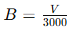 B = V/3000